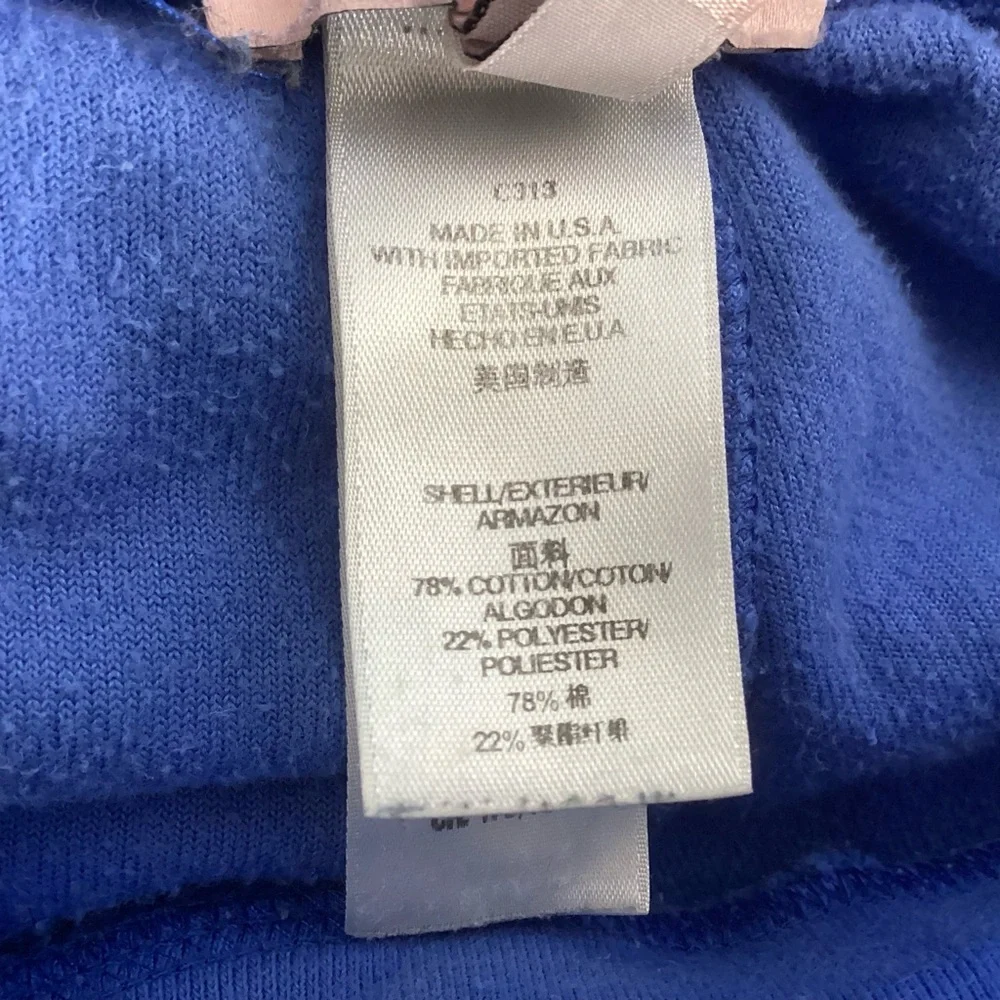 C313
MADE IN U.S.A.
WITH IMPORTED FABRIC
FABRIQUE AUX
ETATS-UNIS
HECHO EN E.U.A
美国制造
SHELL/EXTERIEUR/
ARMAZON
面料
78% COTTON/COTON/
ALGODON
22% POLYESTER/
POLIESTER
78% 棉
22% 聚酯纤维